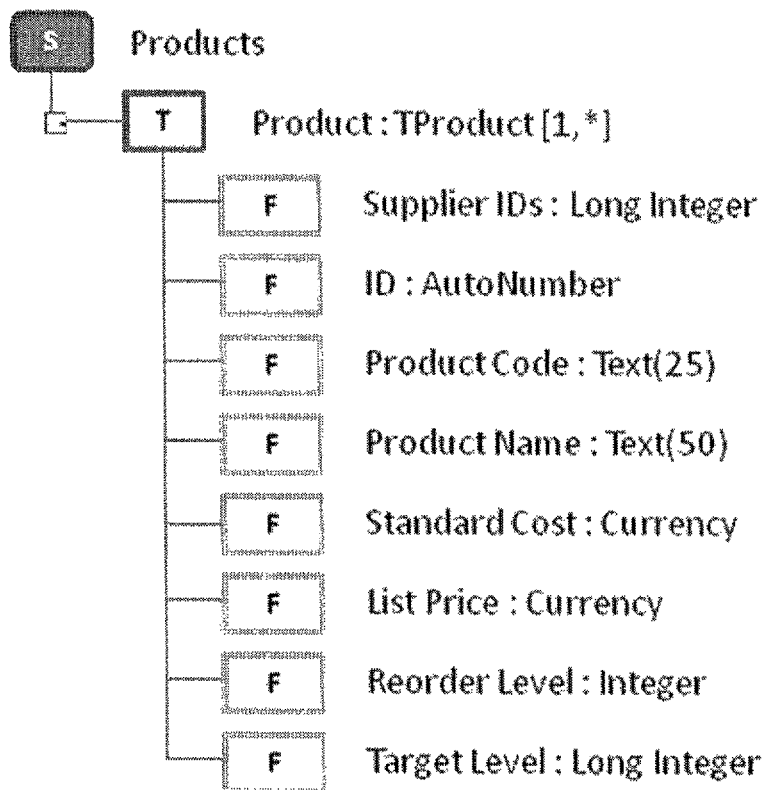 S Products
T Product : TProduct [1,*]
F Supplier IDs : Long Integer
F ID : AutoNumber
F Product Code : Text(25)
F Product Name : Text(50)
F Standard Cost : Currency
F List Price : Currency
F Reorder Level : Integer
F Target Level : Long Integer